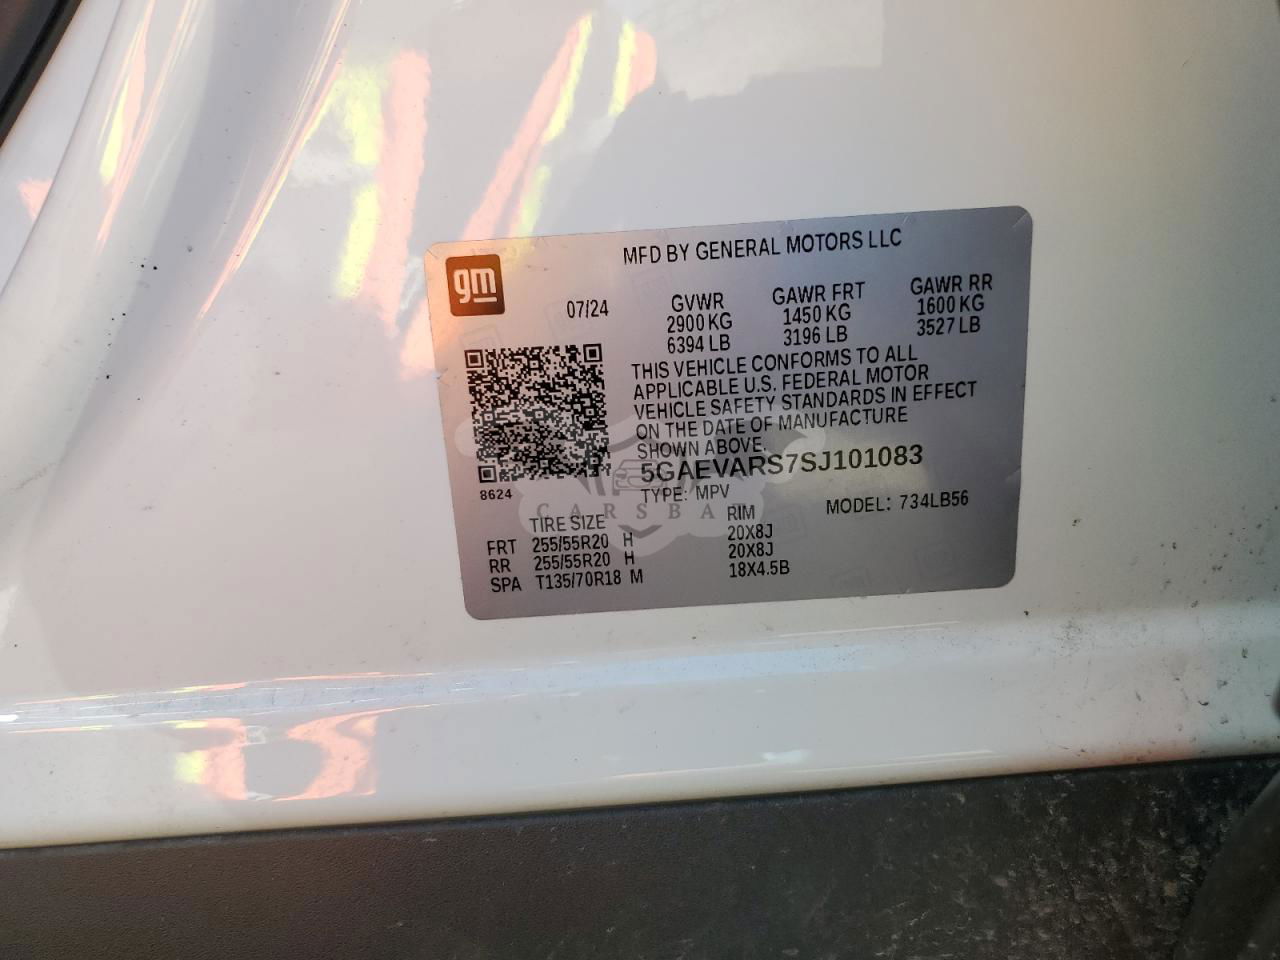 MFD BY GENERAL MOTORS LLC
gm
07/24
GVWR GAWR FRT GAWR RR
2900 KG 1450 KG 1600 KG
6394 LB 3196 LB 3527 LB
THIS VEHICLE CONFORMS TO ALL
APPLICABLE U.S. FEDERAL MOTOR
VEHICLE SAFETY STANDARDS IN EFFECT
ON THE DATE OF MANUFACTURE
SHOWN ABOVE.
5GAEVARS7SJ101083
8624
TYPE: MPV MODEL: 734LB56
CARSBA
TIRE SIZE RIM
FRT 255/55R20 H 20X8J
RR 255/55R20 H 20X8J
SPA T135/70R18 M 18X4.5B